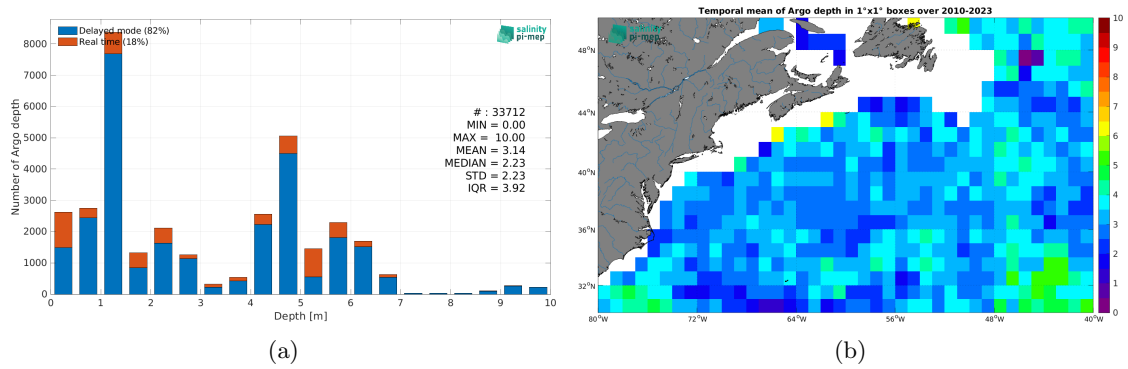 Delayed mode (82%)
Real time (18%)
salinity
pi-mep
# : 33712
MIN = 0.00
MAX = 10.00
MEAN = 3.14
MEDIAN = 2.23
STD = 2.23
IQR = 3.92
Number of Argo depth
8000
7000
6000
5000
4000
3000
2000
1000
0
0 1 2 3 4 5 6 7 8 9 10
Depth [m]
(a)
Temporal mean of Argo depth in 1°x1° boxes over 2010-2023
salinity
pi-mep
48°N
44°N
40°N
36°N
32°N
80°W 72°W 64°W 56°W 48°W 40°W
10
9
8
7
6
5
4
3
2
1
0
(b)